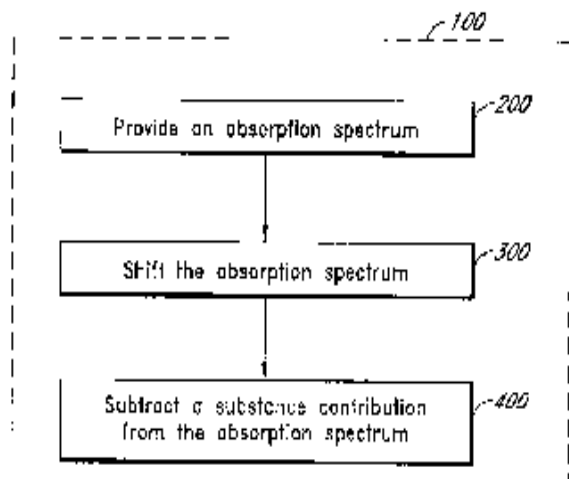 100
200
Provide an absorption spectrum
300
Shift the absorption spectrum
400
Subtract a substance contribution
from the absorption spectrum